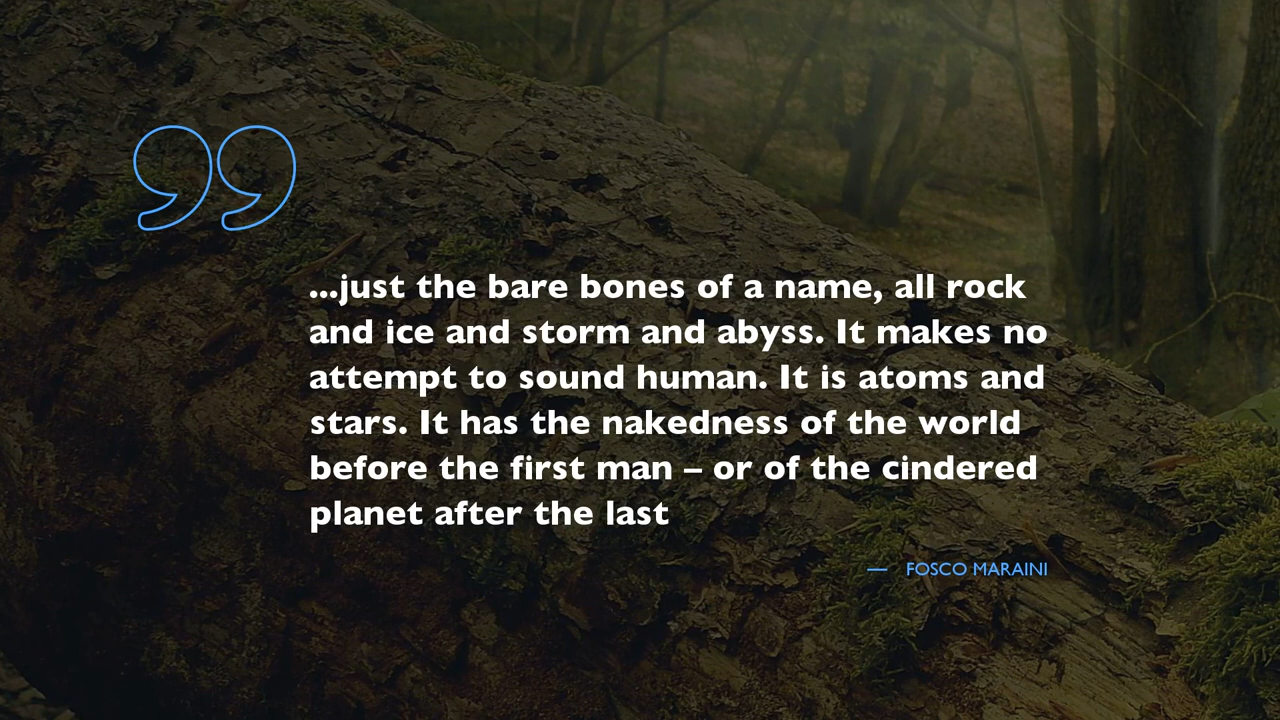 ...just the bare bones of a name, all rock
and ice and storm and abyss. It makes no
attempt to sound human. It is atoms and
stars. It has the nakedness of the world
before the first man – or of the cindered
planet after the last
— FOSCO MARAINI